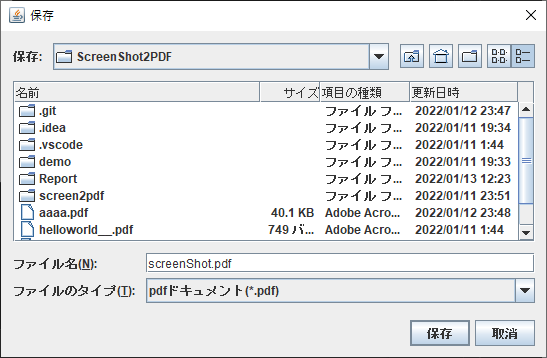 保存
保存: ScreenShot2PDF
名前 サイズ 項目の種類 更新日時
.git ファイル フ... 2022/01/12 23:47
.idea ファイル フ... 2022/01/11 19:34
.vscode ファイル フ... 2022/01/11 1:44
demo ファイル フ... 2022/01/11 19:33
Report ファイル フ... 2022/01/13 12:23
screen2pdf ファイル フ... 2022/01/11 23:51
aaaa.pdf 40.1 KB Adobe Acro... 2022/01/12 23:48
helloworld__.pdf 749 バ... Adobe Acro... 2022/01/11 1:44
ファイル名(N): screenShot.pdf
ファイルのタイプ(T): pdfドキュメント(*.pdf)
保存 取消